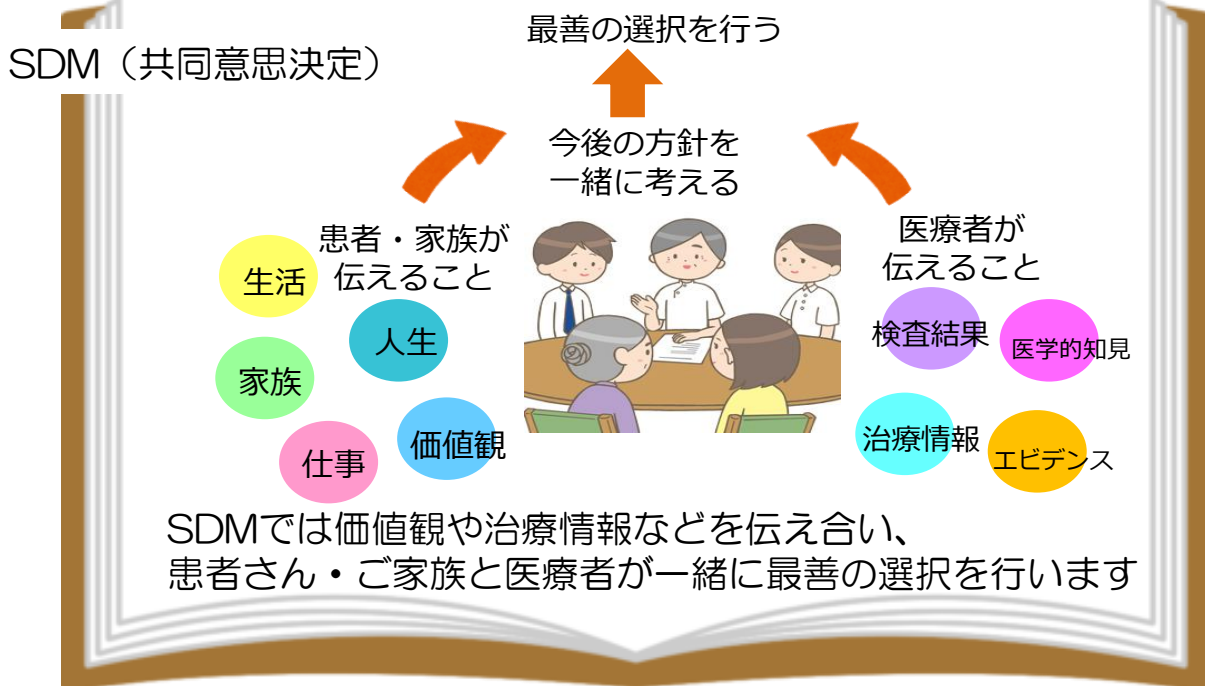 SDM（共同意思決定）
最善の選択を行う
今後の方針を
一緒に考える
患者・家族が
伝えること
生活
人生
家族
価値観
仕事
医療者が
伝えること
検査結果
医学的知見
治療情報
エビデンス
SDMでは価値観や治療情報などを伝え合い、
患者さん・ご家族と医療者が一緒に最善の選択を行います